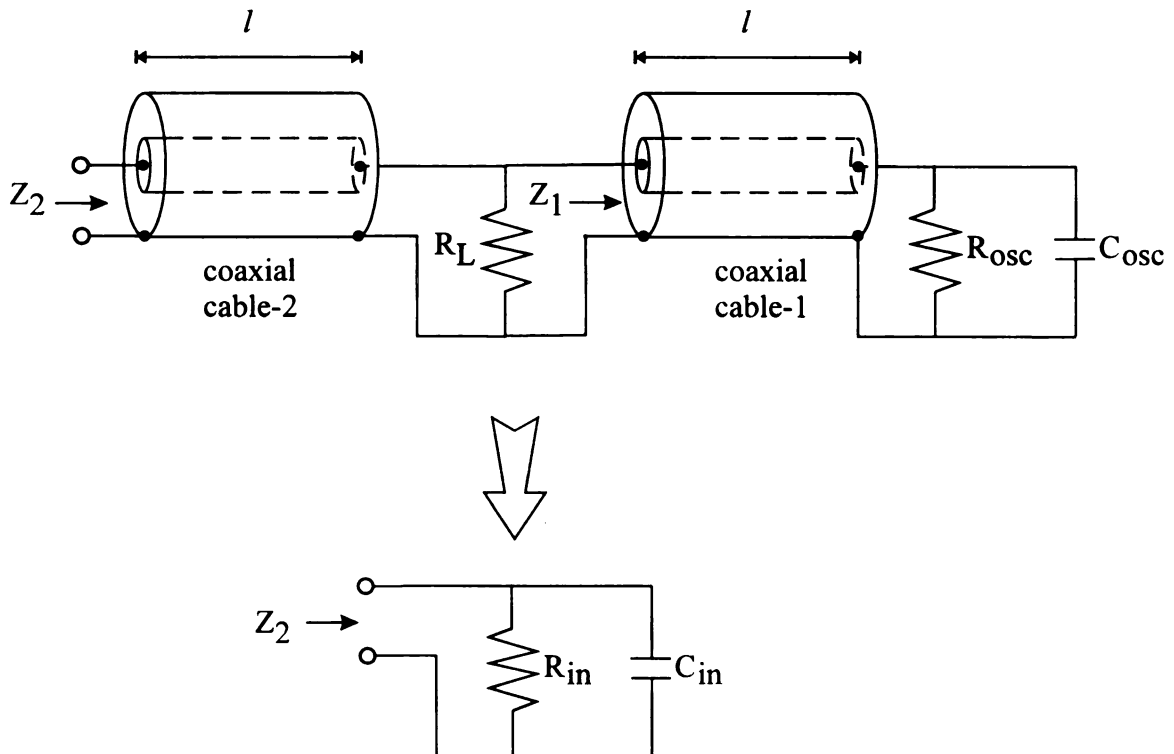 l
l
Z2
Z1
RL
Rosc
Cosc
coaxial
cable-2
coaxial
cable-1
Z2
Rin
Cin